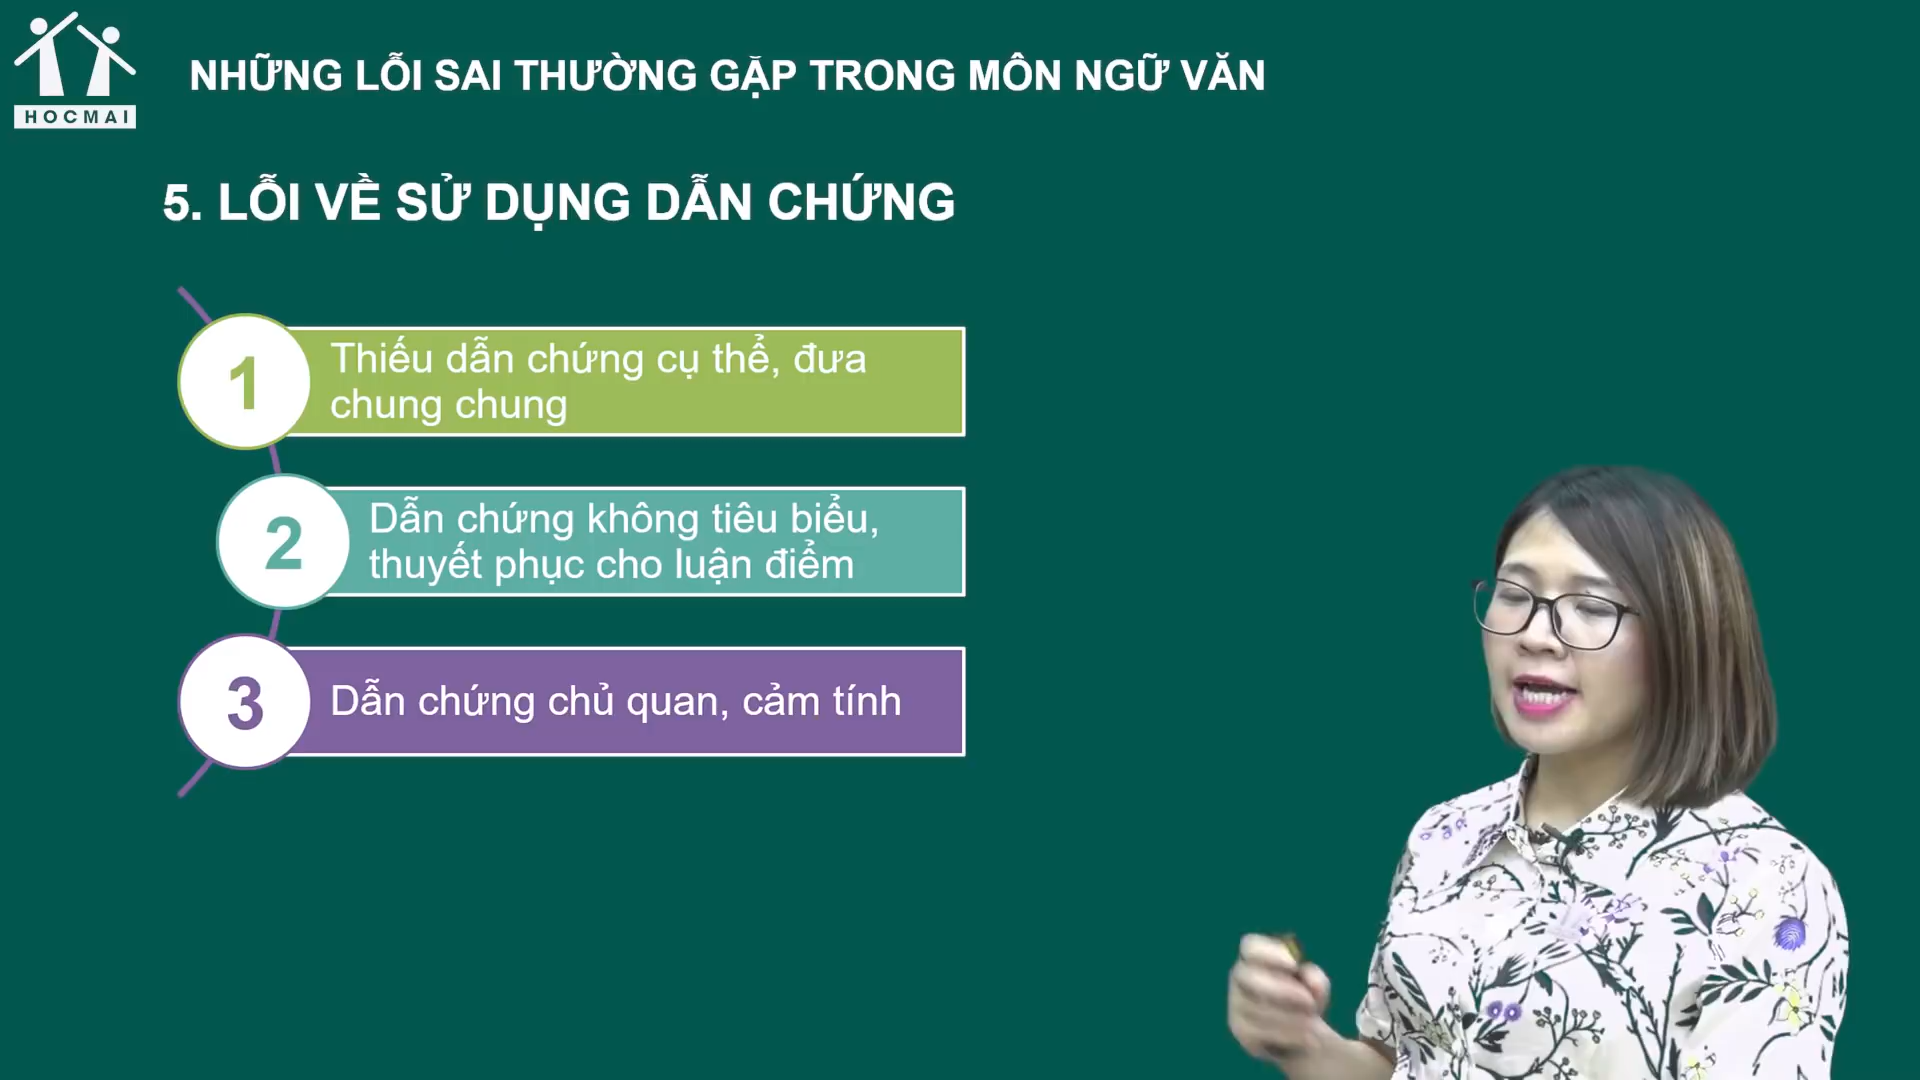 HOCMAI
NHỮNG LỖI SAI THƯỜNG GẶP TRONG MÔN NGỮ VĂN
5. LỖI VỀ SỬ DỤNG DẪN CHỨNG
1
Thiếu dẫn chứng cụ thể, đưa
chung chung
2
Dẫn chứng không tiêu biểu,
thuyết phục cho luận điểm
3
Dẫn chứng chủ quan, cảm tính